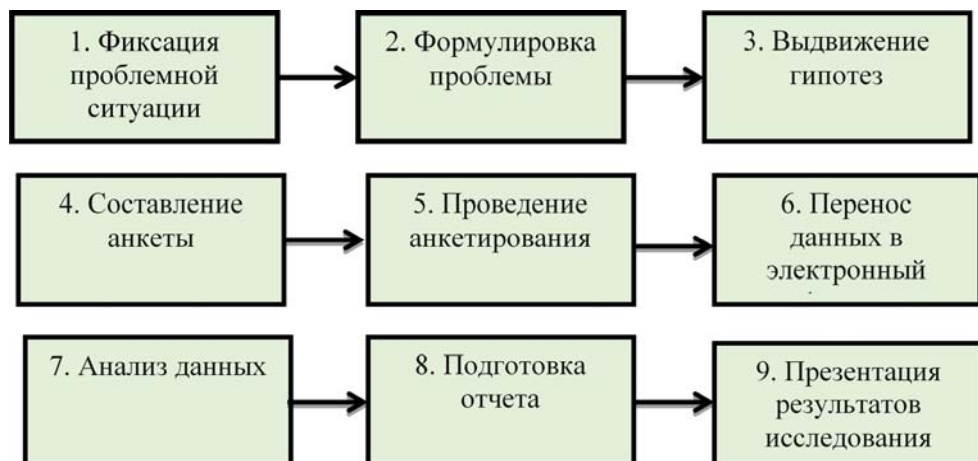 1. Фиксация
проблемной
ситуации
2. Формулировка
проблемы
3. Выдвижение
гипотез
4. Составление
анкеты
5. Проведение
анкетирования
6. Перенос
данных в
электронный
7. Анализ данных
8. Подготовка
отчета
9. Презентация
результатов
исследования